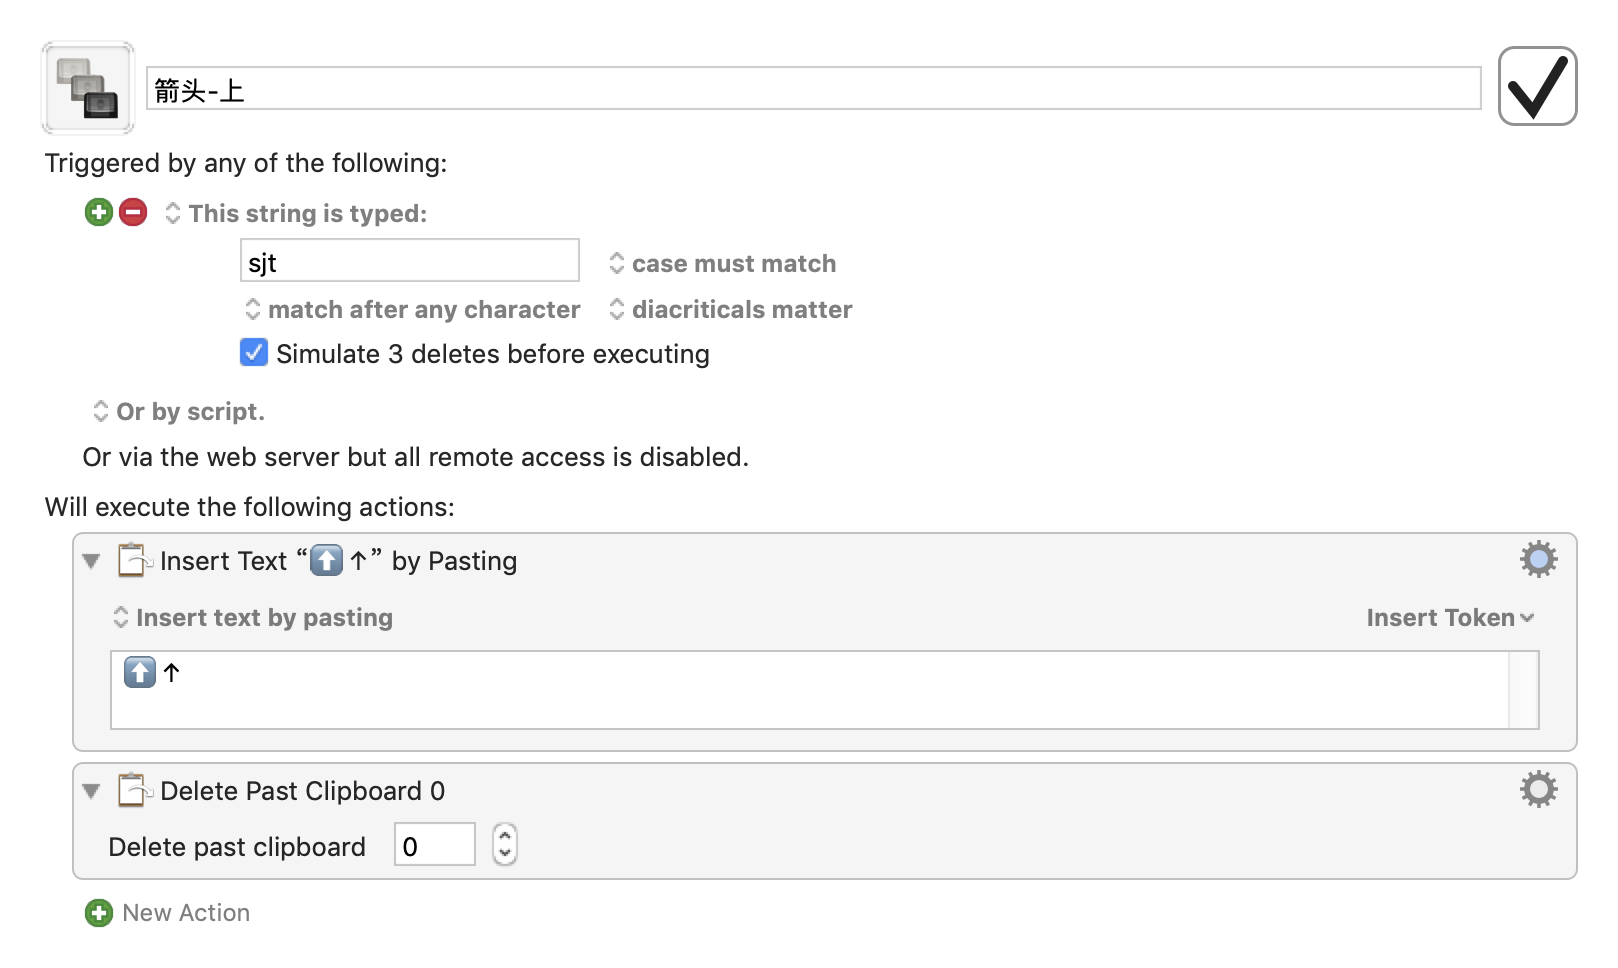 箭头-上
Triggered by any of the following:
This string is typed:
sjt case must match
match after any character diacriticals matter
Simulate 3 deletes before executing
Or by script.
Or via the web server but all remote access is disabled.
Will execute the following actions:
Insert Text “⬆️↑” by Pasting
Insert text by pasting Insert Token
⬆️↑
Delete Past Clipboard 0
Delete past clipboard 0
New Action